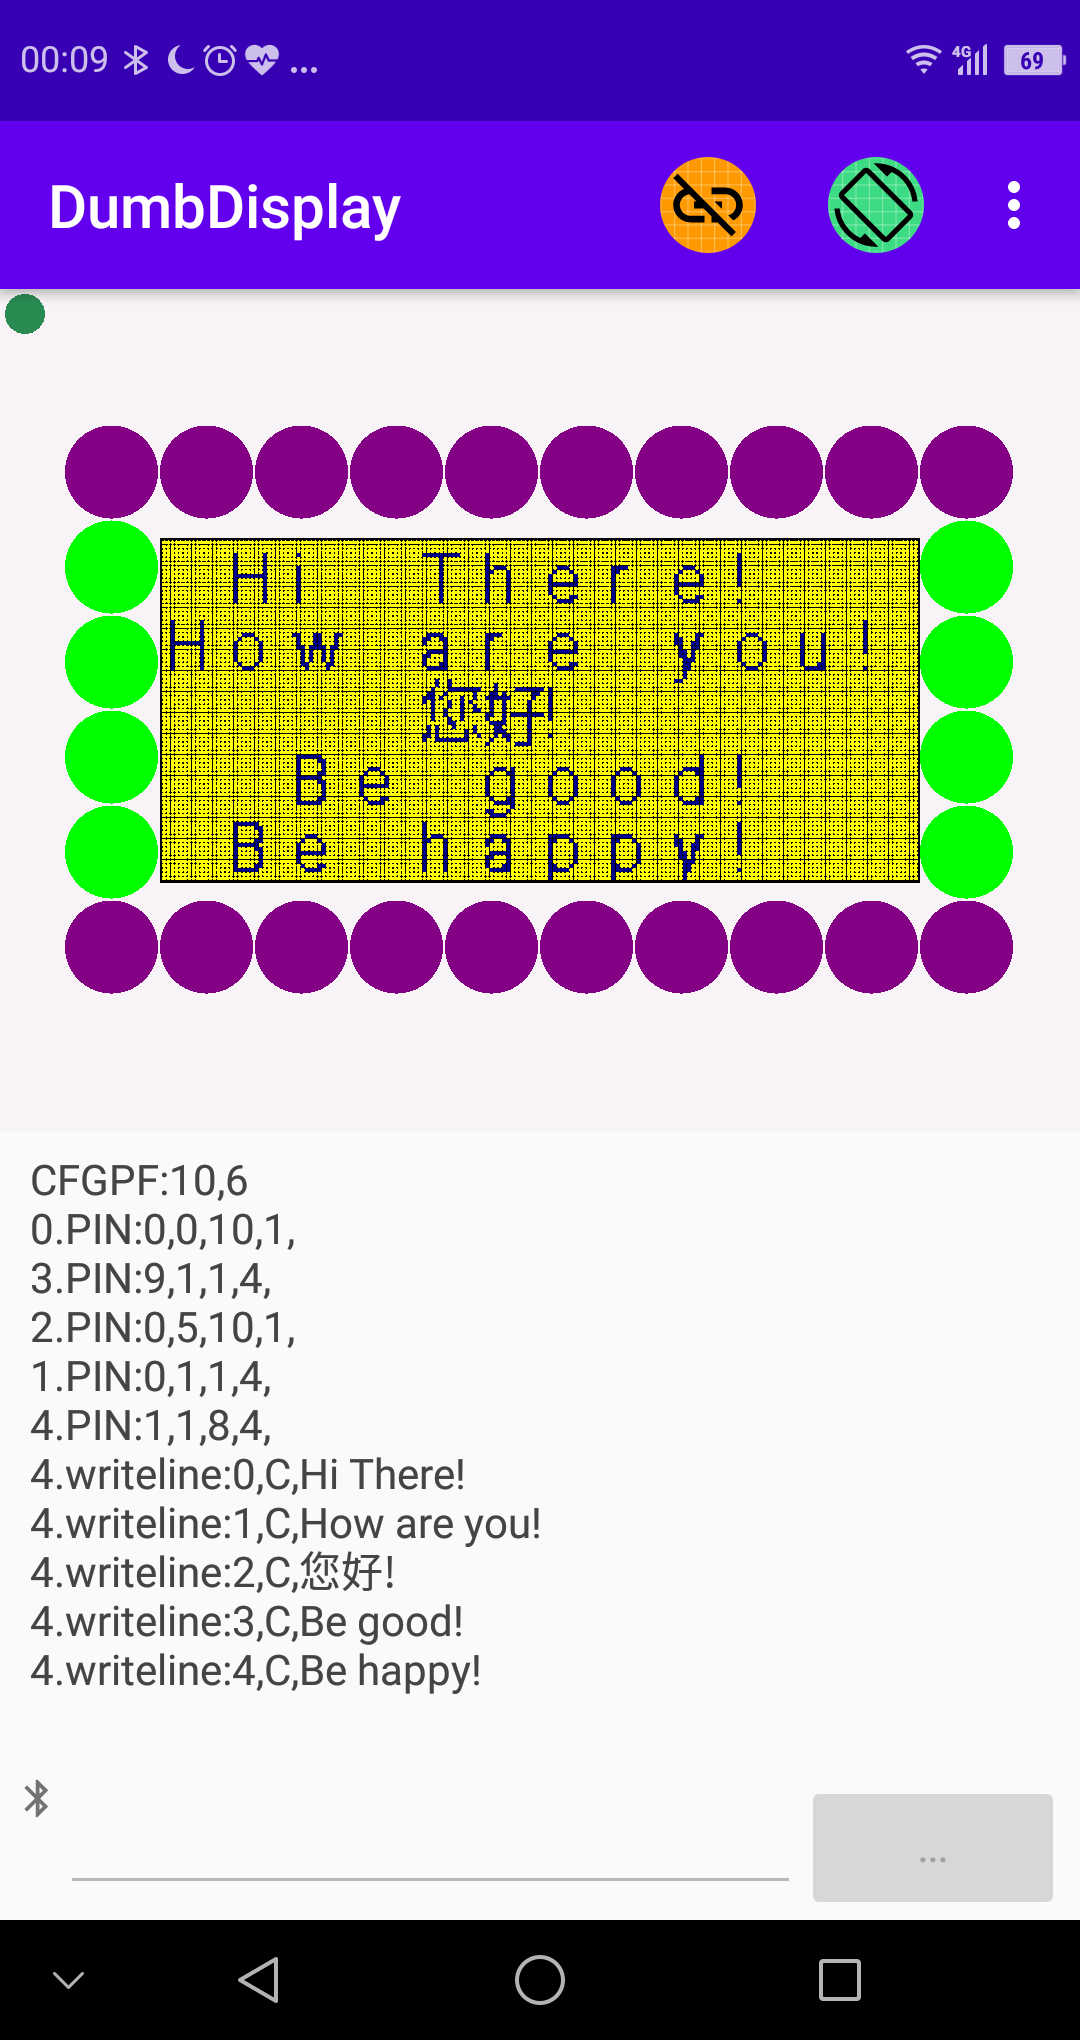 00:09 ... 4G 69
DumbDisplay
Hi There!
How are you!
您好!
Be good!
Be happy!
CFGPF:10,6
0.PIN:0,0,10,1,
3.PIN:9,1,1,4,
2.PIN:0,5,10,1,
1.PIN:0,1,1,4,
4.PIN:1,1,8,4,
4.writeline:0,C,Hi There!
4.writeline:1,C,How are you!
4.writeline:2,C,您好!
4.writeline:3,C,Be good!
4.writeline:4,C,Be happy!
...